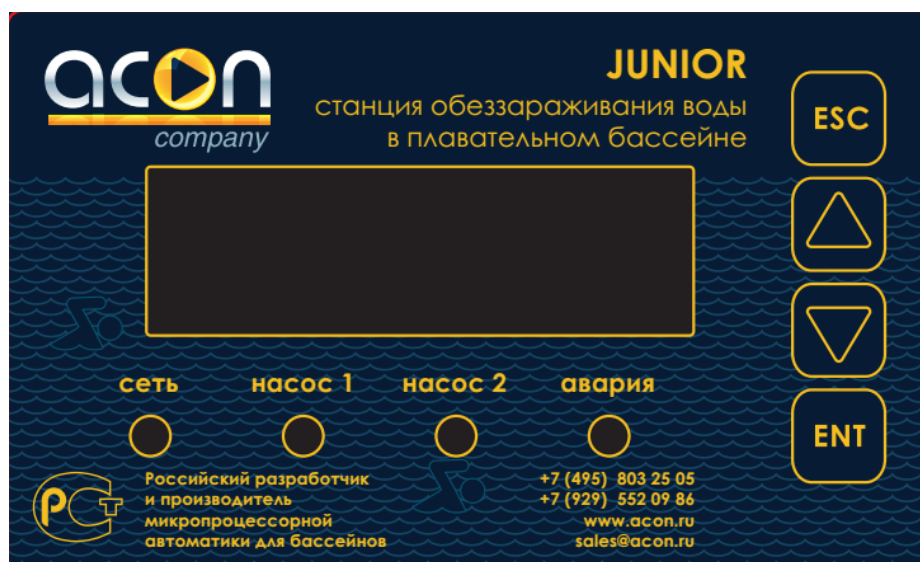 acon
company
JUNIOR
станция обеззараживания воды
в плавательном бассейне
ESC
сеть
насос 1
насос 2
авария
ENT
РСТ
Российский разработчик
и производитель
микропроцессорной
автоматики для бассейнов
+7 (495) 803 25 05
+7 (929) 552 09 86
www.acon.ru
sales@acon.ru